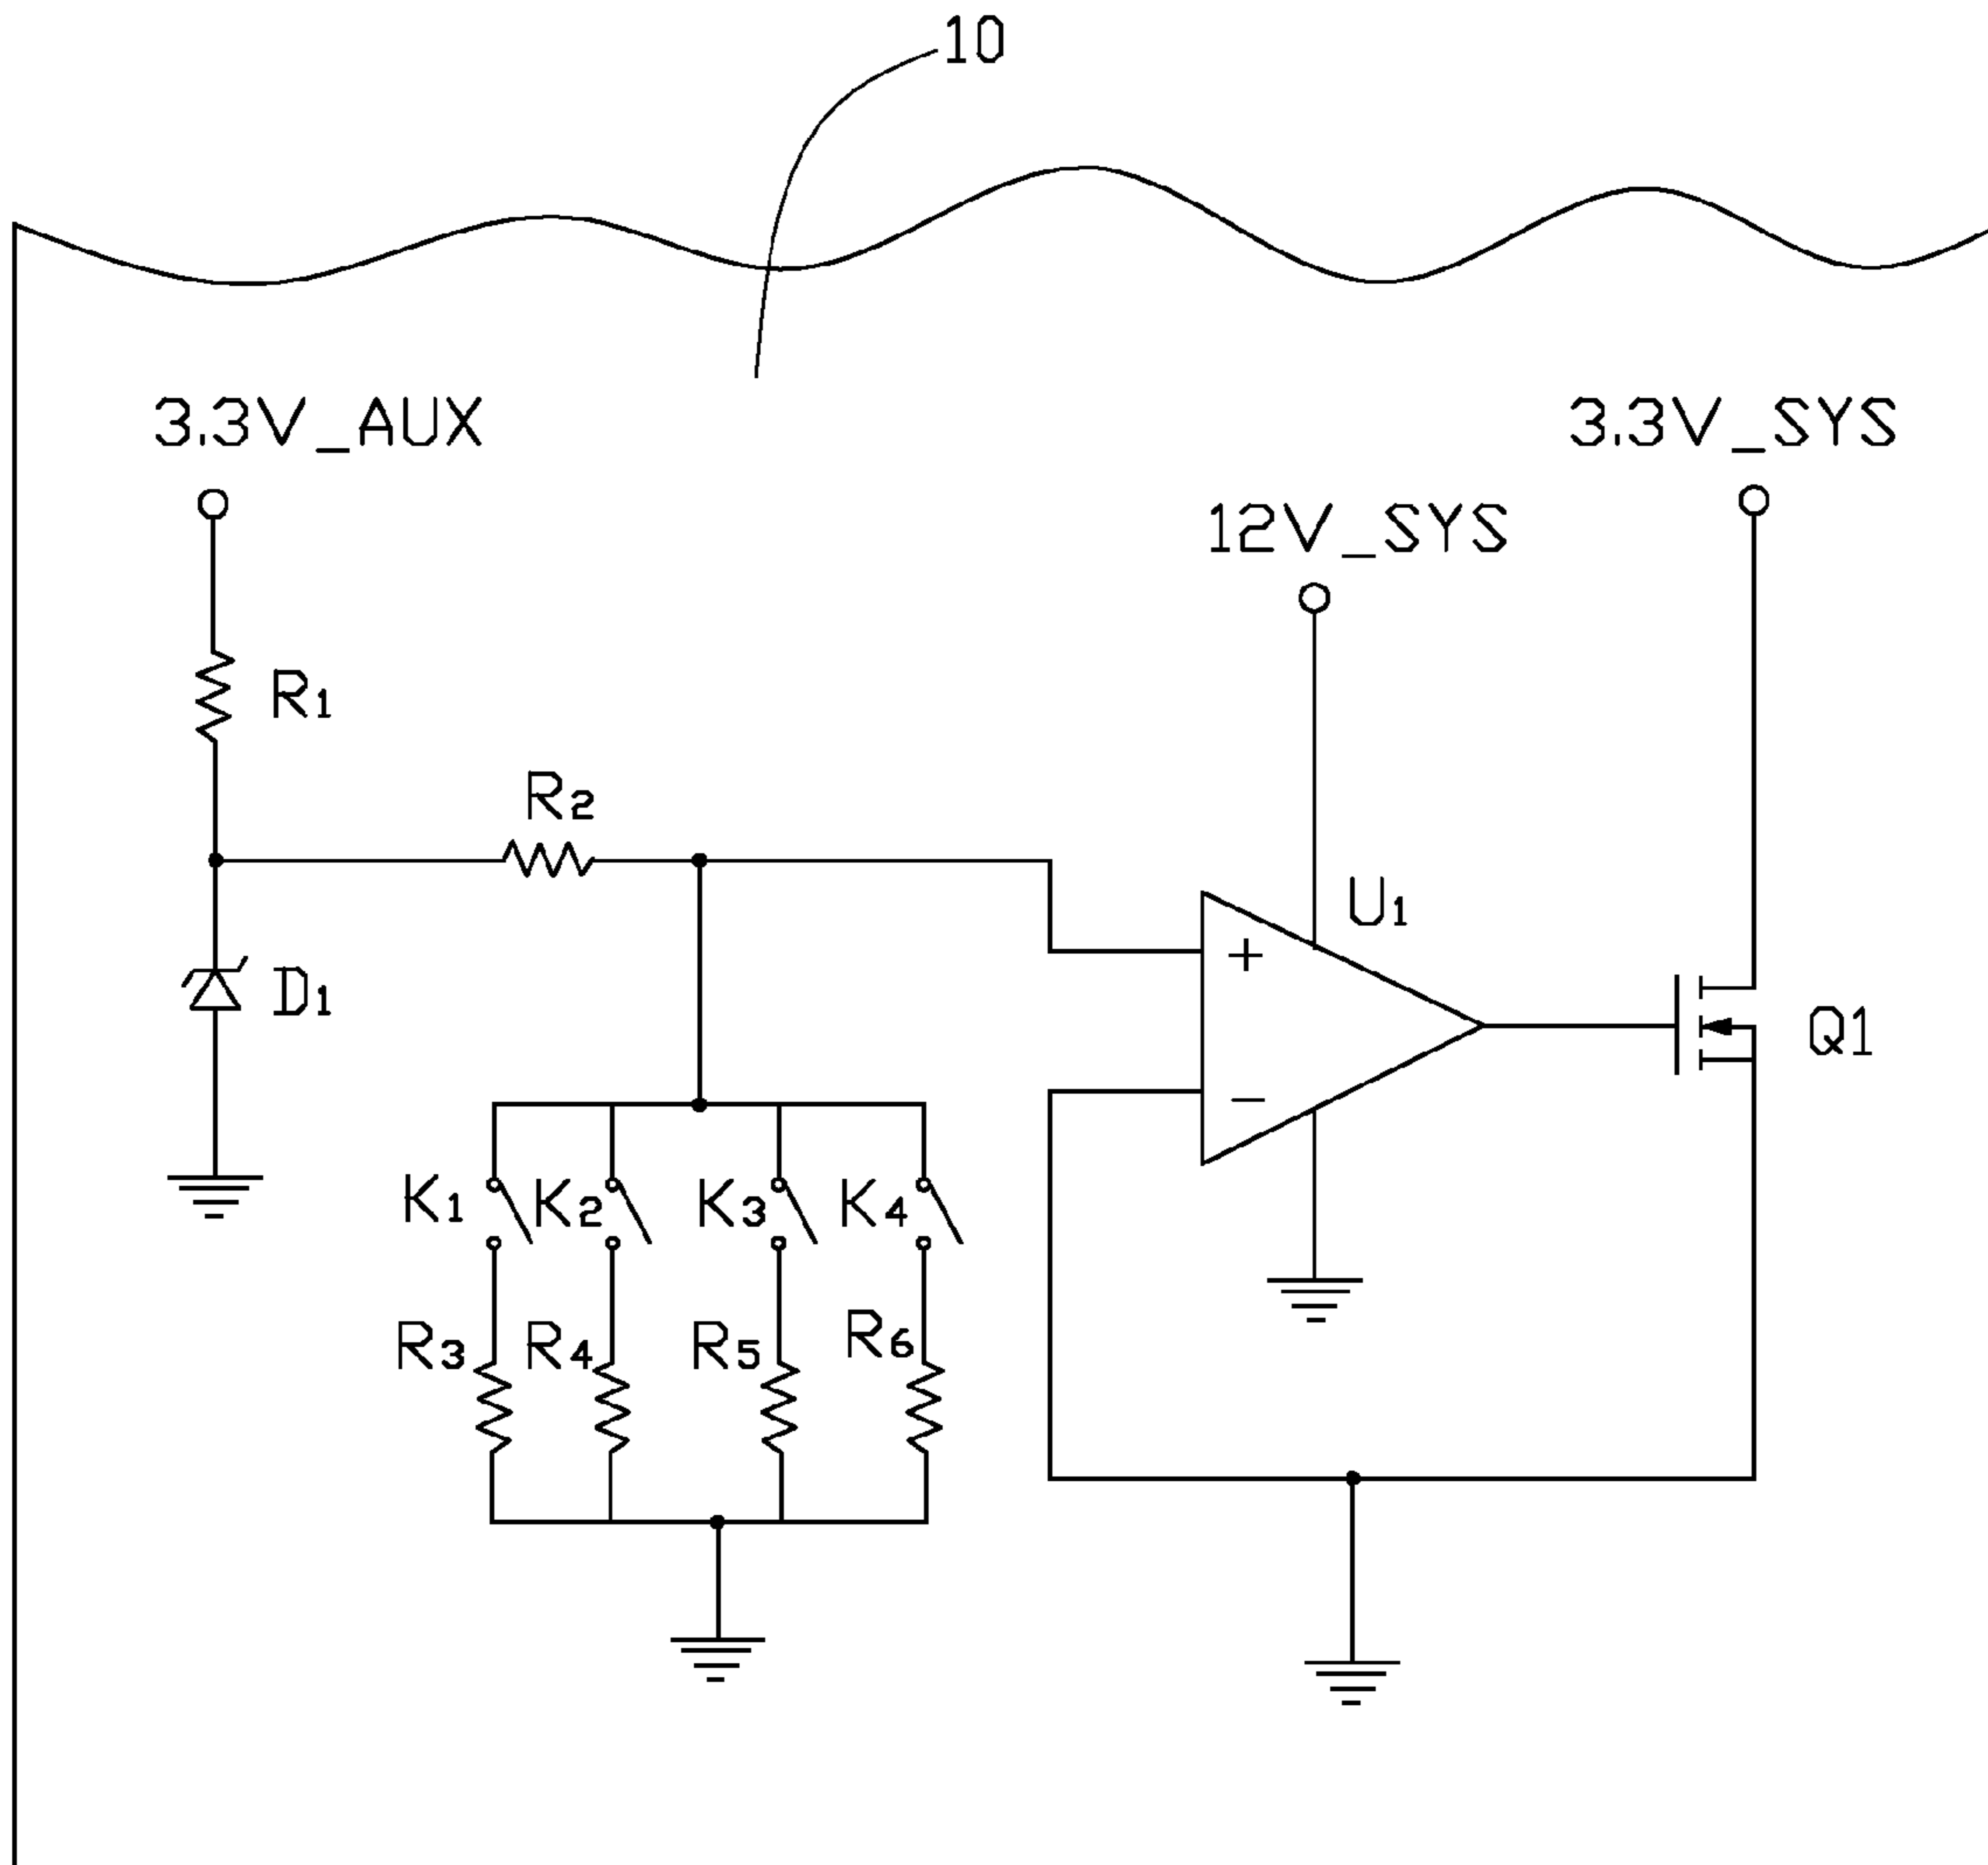 10
3.3V_AUX
3.3V_SYS
12V_SYS
R1
R2
U1
+
D1
Q1
−
K1
K2
K3
K4
R3
R4
R5
R6